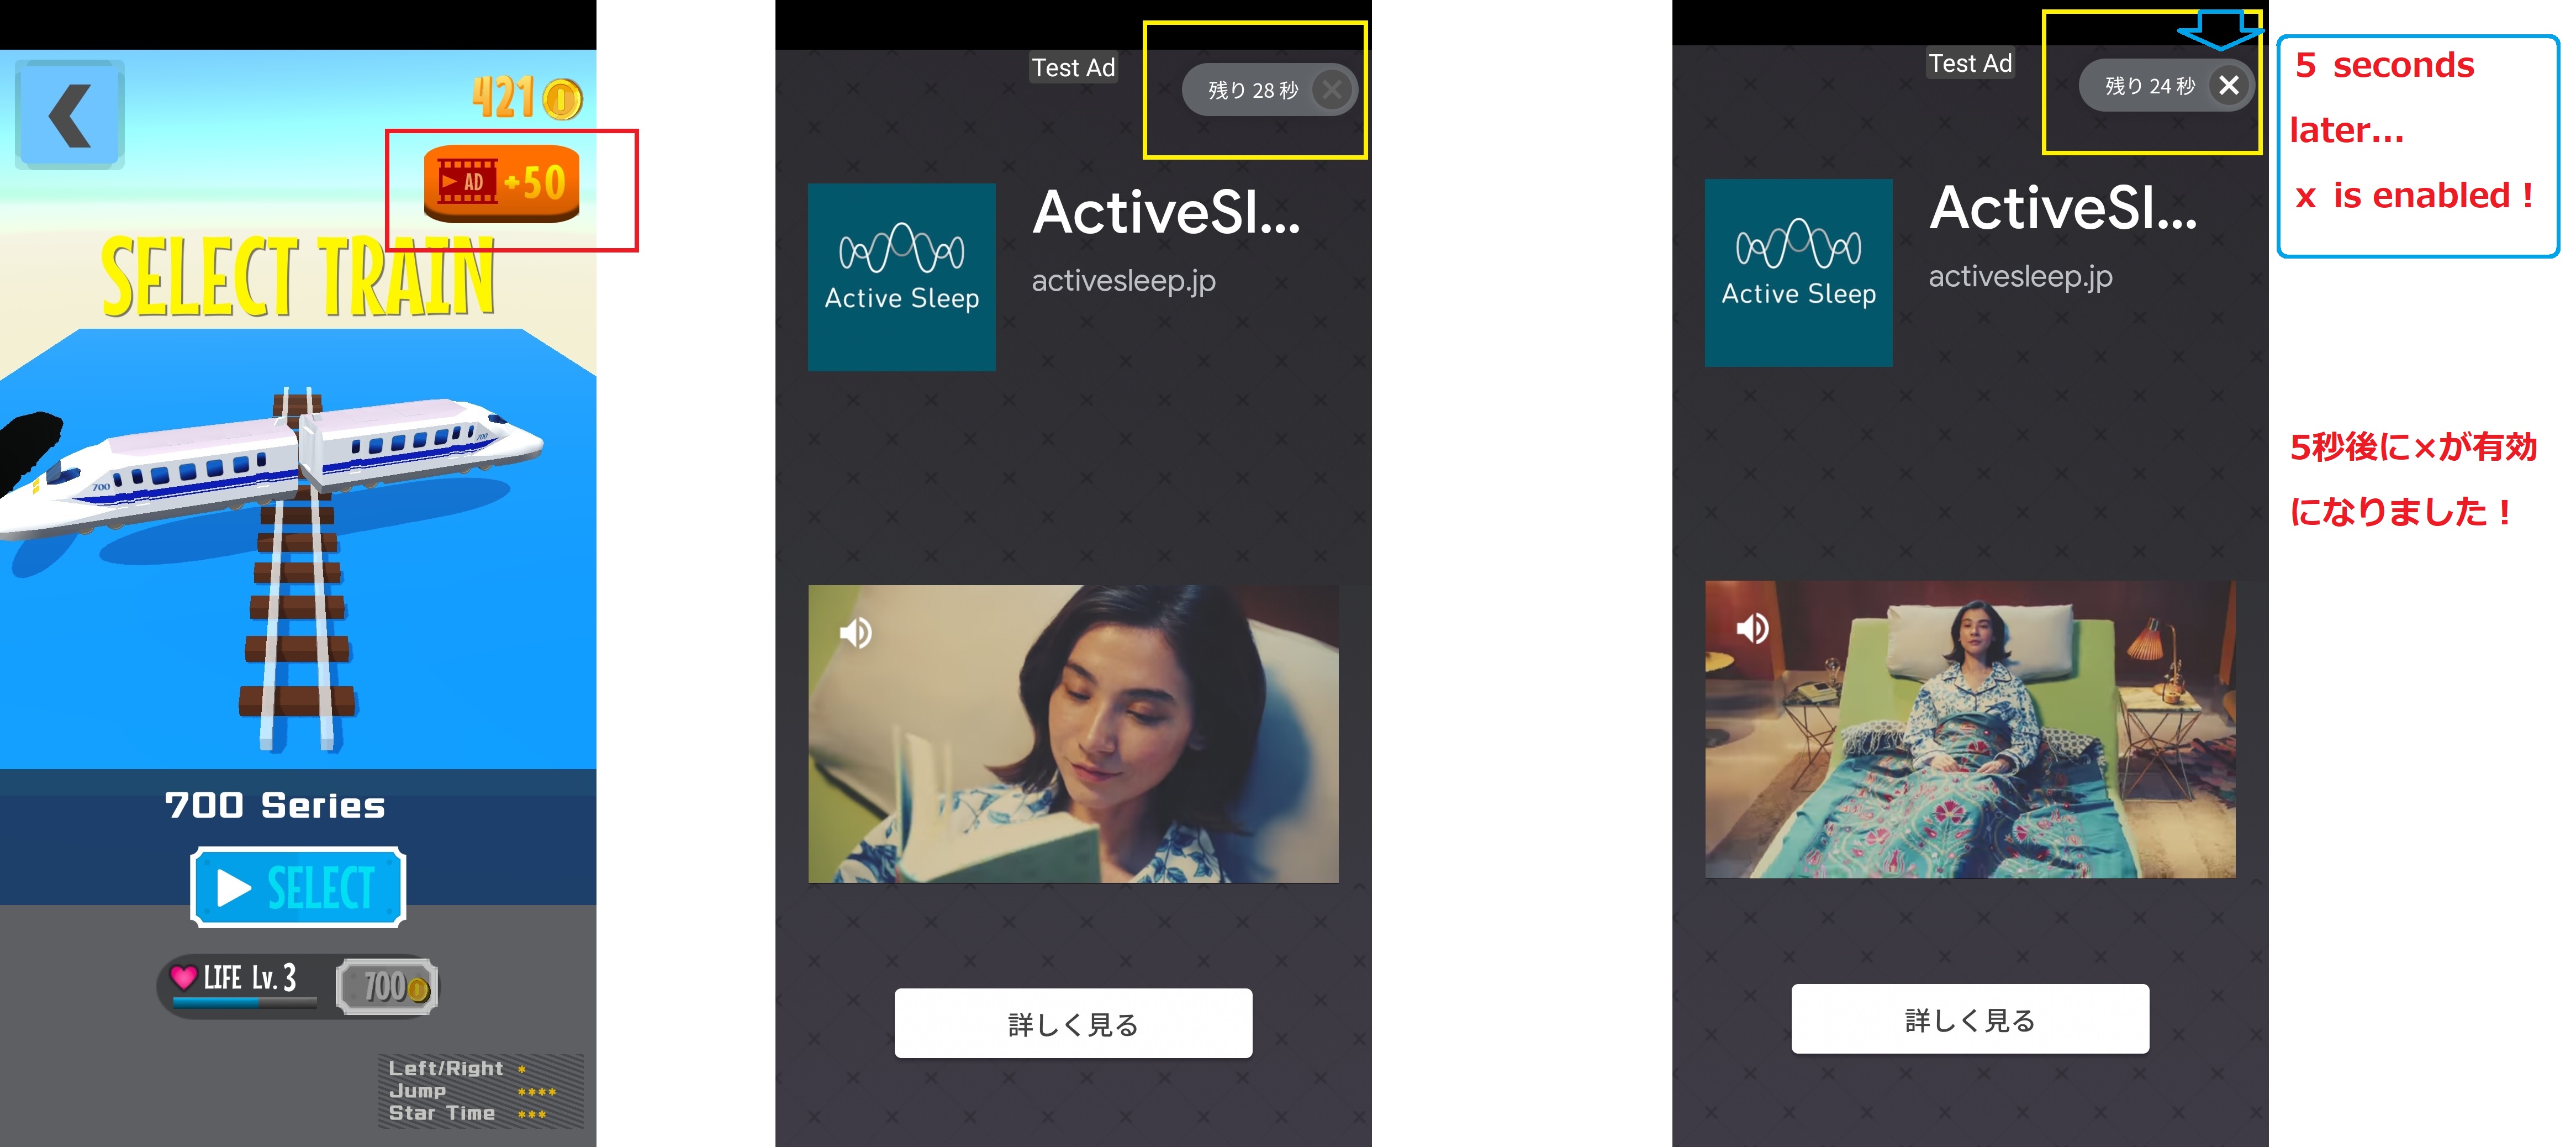 421
AD +50
SELECT TRAIN
700
700
700 Series
SELECT
LIFE Lv.3
700
Left/Right *
Jump ****
Star Time ***
Test Ad
残り 28 秒
ActiveSl...
activesleep.jp
Active Sleep
詳しく見る
Test Ad
残り 24 秒
ActiveSl...
activesleep.jp
Active Sleep
詳しく見る
5 seconds
later...
x is enabled !
5秒後に×が有効
になりました！